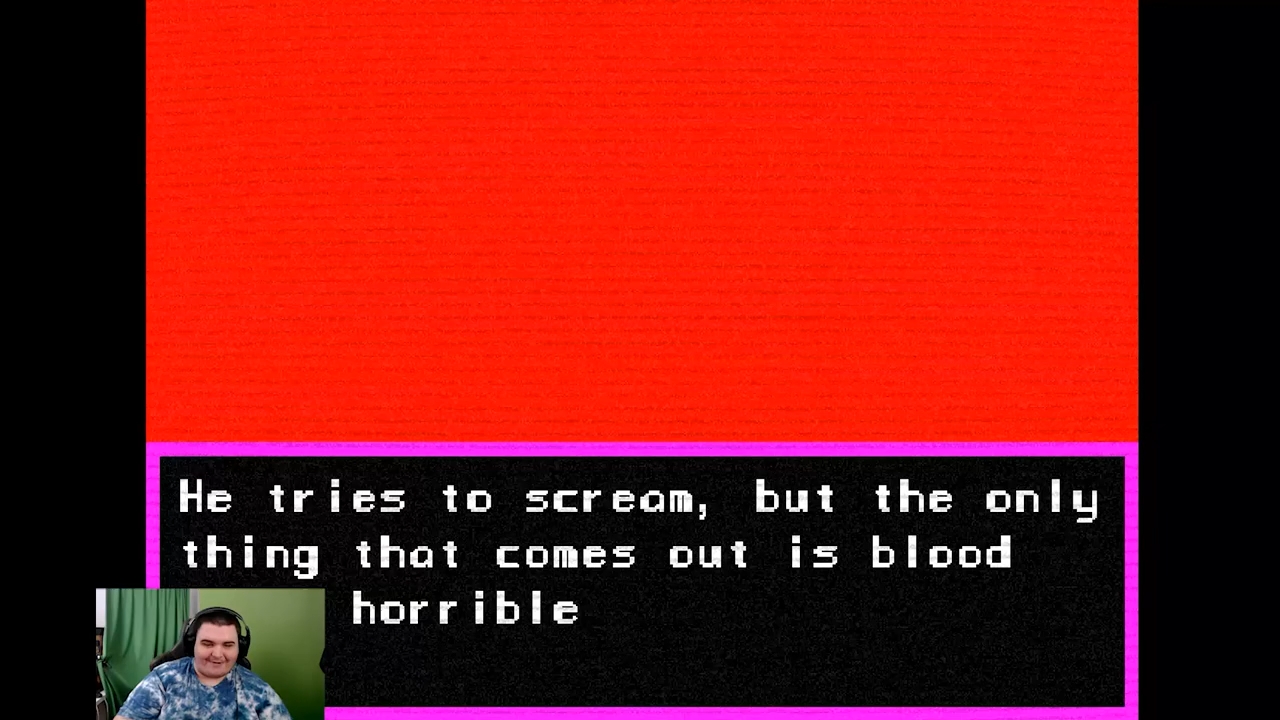 He tries to scream, but the only
thing that comes out is blood
horrible